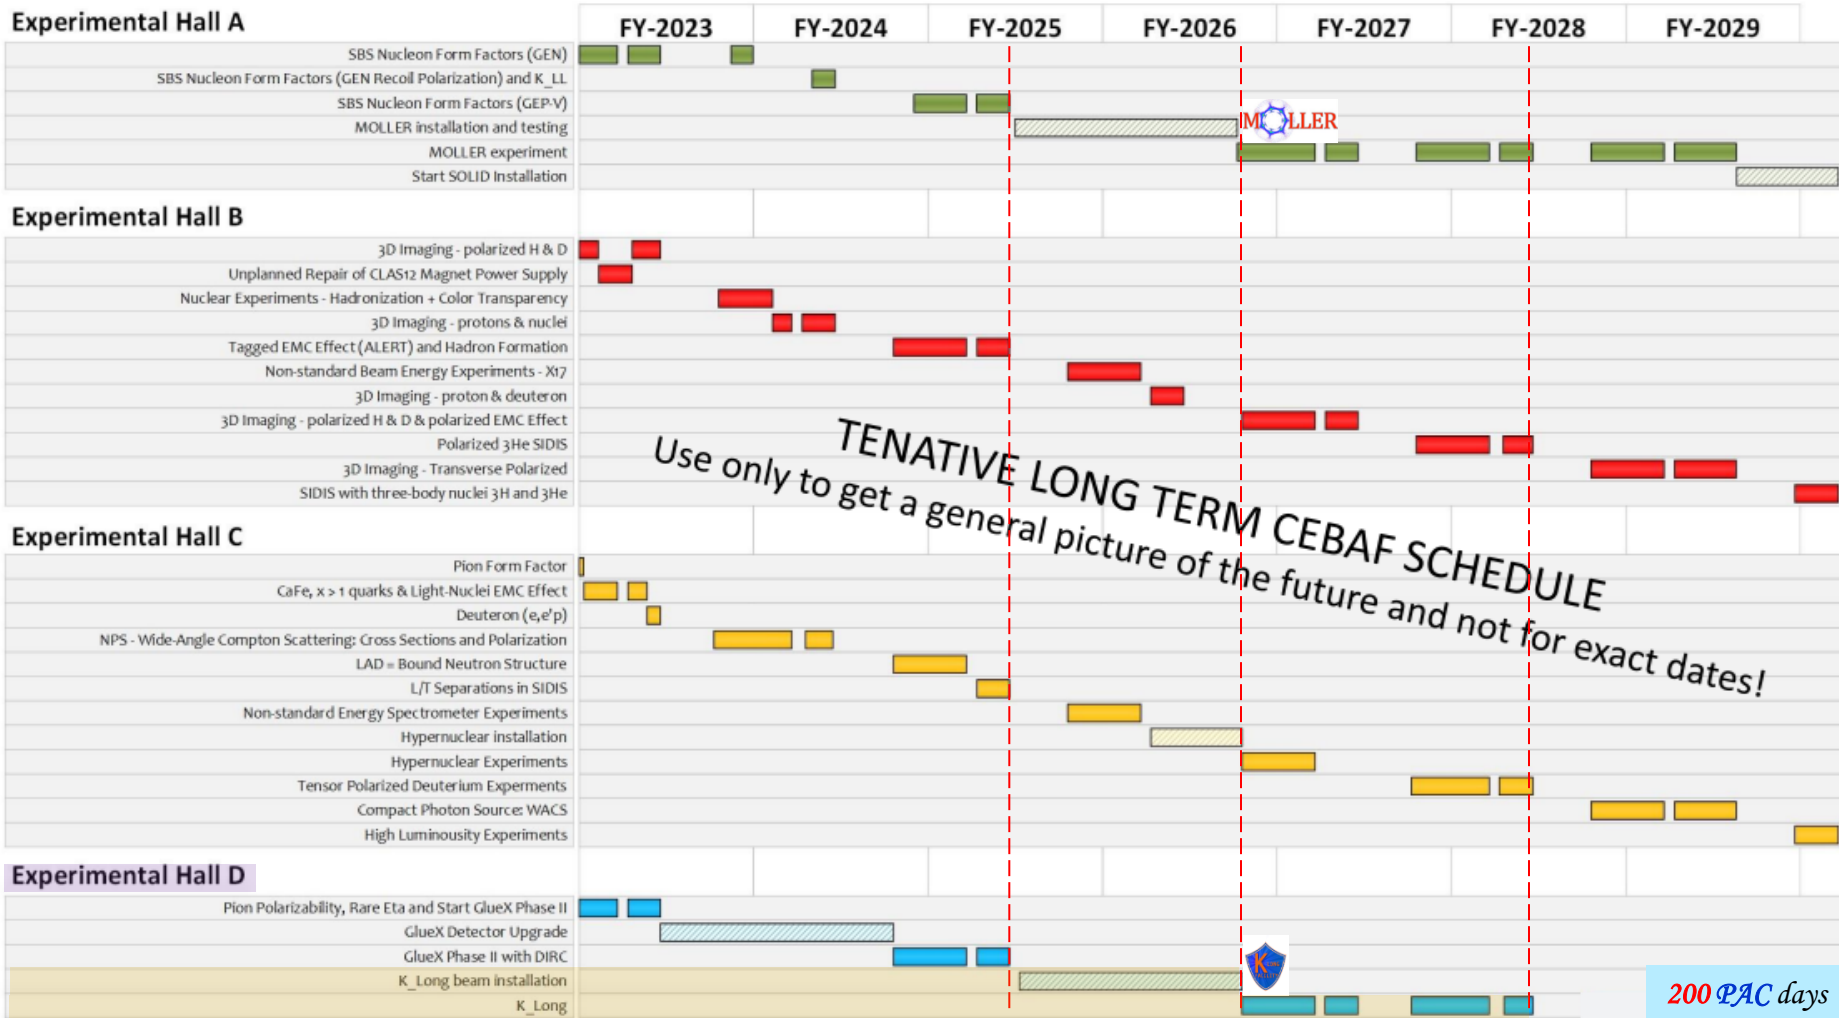 Experimental Hall A
FY-2023 FY-2024 FY-2025 FY-2026 FY-2027 FY-2028 FY-2029
SBS Nucleon Form Factors (GEN)
SBS Nucleon Form Factors (GEN Recoil Polarization) and K_LL
SBS Nucleon Form Factors (GEP-V)
MOLLER installation and testing
MOLLER
MOLLER experiment
Start SOLID Installation
Experimental Hall B
3D Imaging - polarized H & D
Unplanned Repair of CLAS12 Magnet Power Supply
Nuclear Experiments - Hadronization + Color Transparency
3D Imaging - protons & nuclei
Tagged EMC Effect (ALERT) and Hadron Formation
Non-standard Beam Energy Experiments - X17
3D Imaging - proton & deuteron
3D Imaging - polarized H & D & polarized EMC Effect
Polarized 3He SIDIS
3D Imaging - Transverse Polarized
SIDIS with three-body nuclei 3H and 3He
TENATIVE LONG TERM CEBAF SCHEDULE
Use only to get a general picture of the future and not for exact dates!
Experimental Hall C
Pion Form Factor
CaFe, x > 1 quarks & Light-Nuclei EMC Effect
Deuteron (e,e'p)
NPS - Wide-Angle Compton Scattering: Cross Sections and Polarization
LAD = Bound Neutron Structure
L/T Separations in SIDIS
Non-standard Energy Spectrometer Experiments
Hypernuclear installation
Hypernuclear Experiments
Tensor Polarized Deuterium Experments
Compact Photon Source: WACS
High Luminousity Experiments
Experimental Hall D
Pion Polarizability, Rare Eta and Start GlueX Phase II
GlueX Detector Upgrade
GlueX Phase II with DIRC
K_Long beam installation
K_Long
200 PAC days